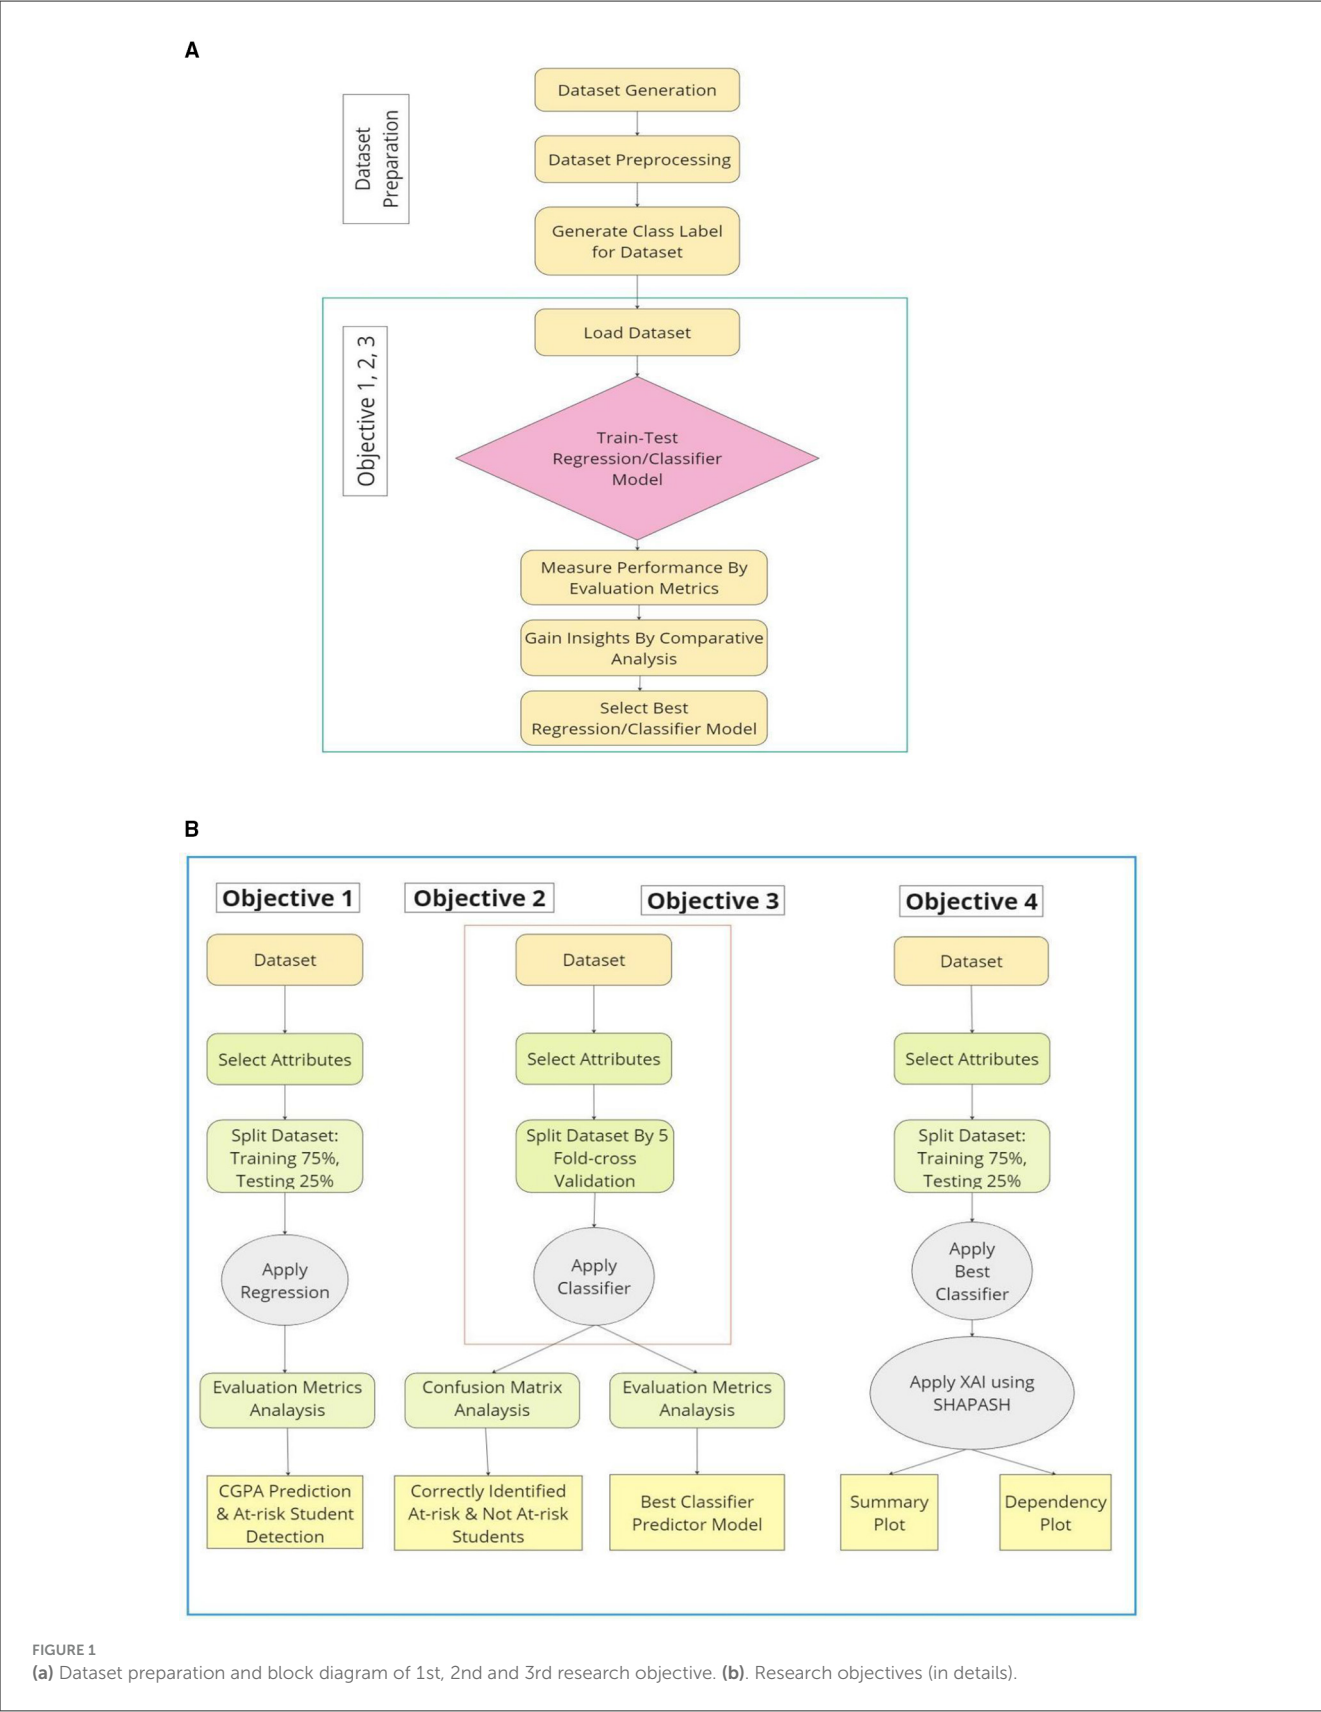 A
Dataset
Preparation
Dataset Generation
Dataset Preprocessing
Generate Class Label
for Dataset
Objective 1, 2, 3
Load Dataset
Train-Test
Regression/Classifier
Model
Measure Performance By
Evaluation Metrics
Gain Insights By Comparative
Analysis
Select Best
Regression/Classifier Model
B
Objective 1
Dataset
Select Attributes
Split Dataset:
Training 75%,
Testing 25%
Apply
Regression
Evaluation Metrics
Analaysis
CGPA Prediction
& At-risk Student
Detection
Objective 2
Objective 3
Dataset
Select Attributes
Split Dataset By 5
Fold-cross
Validation
Apply
Classifier
Confusion Matrix
Analaysis
Correctly Identified
At-risk & Not At-risk
Students
Evaluation Metrics
Analaysis
Best Classifier
Predictor Model
Objective 4
Dataset
Select Attributes
Split Dataset:
Training 75%,
Testing 25%
Apply
Best
Classifier
Apply XAI using
SHAPASH
Summary
Plot
Dependency
Plot
FIGURE 1
(a) Dataset preparation and block diagram of 1st, 2nd and 3rd research objective. (b). Research objectives (in details).